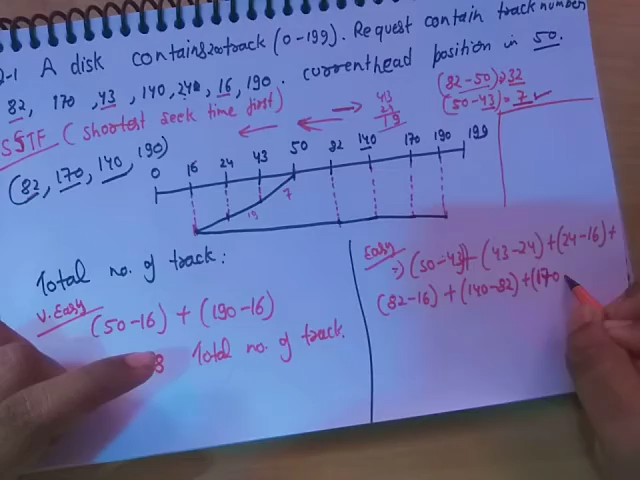 2-1 A disk contains 200 track (0-199). Request contain track number
82, 170, 43, 140, 24, 16, 190. current head position in 50.
SSTF (shortest seek time first)
43
24
19
(82-50)=32
(50-43)=7
(82, 170, 140, 190)
0 16 24 43 50 82 140 170 190 199
19 7
Total no. of track:
V. Easy
(50-16) + (190-16)
8 Total no. of track.
Easy
=) (50-43) + (43-24) + (24-16) +
(82-16) + (140-82) + (170